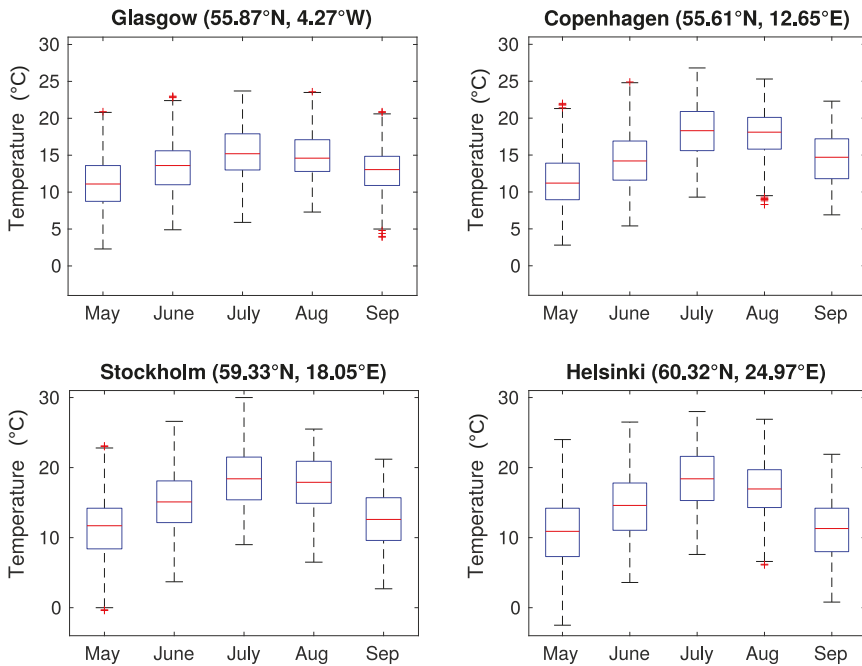 Glasgow (55.87°N, 4.27°W)
Temperature (°C)
30
25
20
15
10
5
0
May June July Aug Sep
Copenhagen (55.61°N, 12.65°E)
Temperature (°C)
30
25
20
15
10
5
0
May June July Aug Sep
Stockholm (59.33°N, 18.05°E)
Temperature (°C)
30
20
10
0
May June July Aug Sep
Helsinki (60.32°N, 24.97°E)
Temperature (°C)
30
20
10
0
May June July Aug Sep